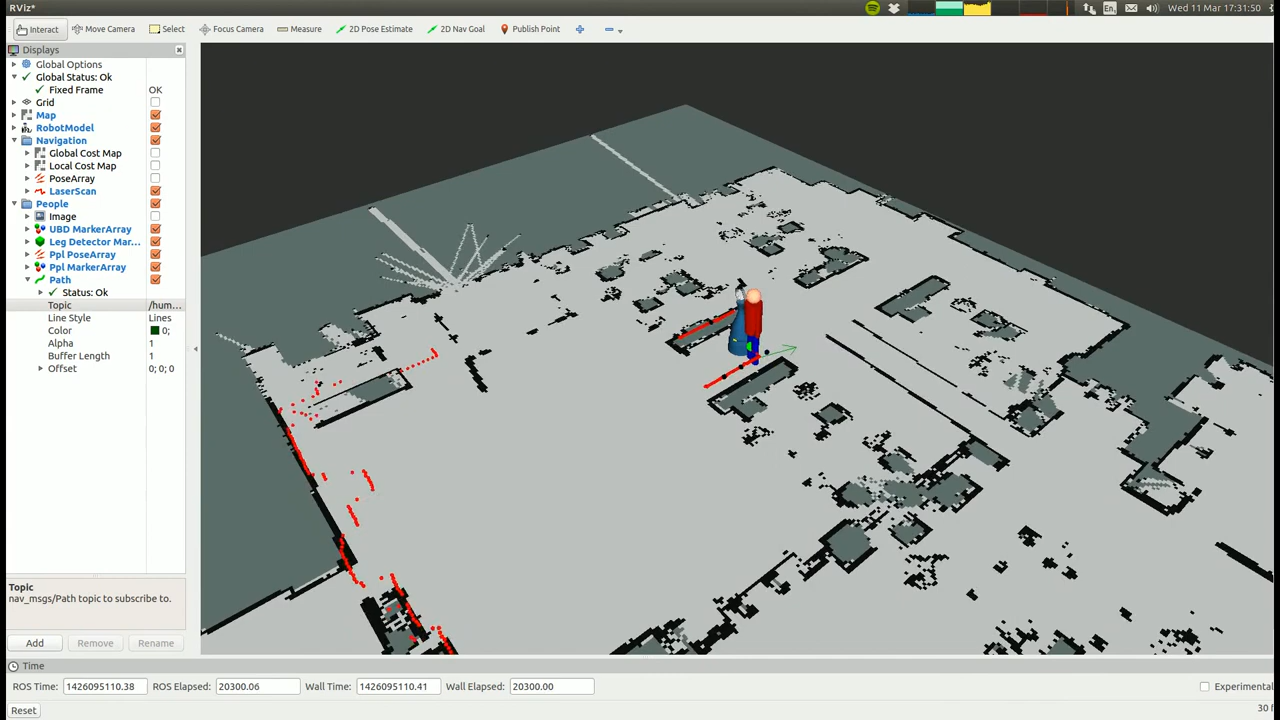 RViz*
En
Wed 11 Mar 17:31:50
Interact Move Camera Select Focus Camera Measure 2D Pose Estimate 2D Nav Goal Publish Point
Displays
Global Options
Global Status: Ok
Fixed Frame OK
Grid
Map
RobotModel
Navigation
Global Cost Map
Local Cost Map
PoseArray
LaserScan
People
Image
UBD MarkerArray
Leg Detector Mar...
Ppl PoseArray
Ppl MarkerArray
Path
Status: Ok
Topic /hum...
Line Style Lines
Color 0;
Alpha 1
Buffer Length 1
Offset 0; 0; 0
Topic
nav_msgs/Path topic to subscribe to.
Add Remove Rename
Time
ROS Time: 1426095110.38 ROS Elapsed: 20300.06 Wall Time: 1426095110.41 Wall Elapsed: 20300.00 Experimental
Reset
30 f